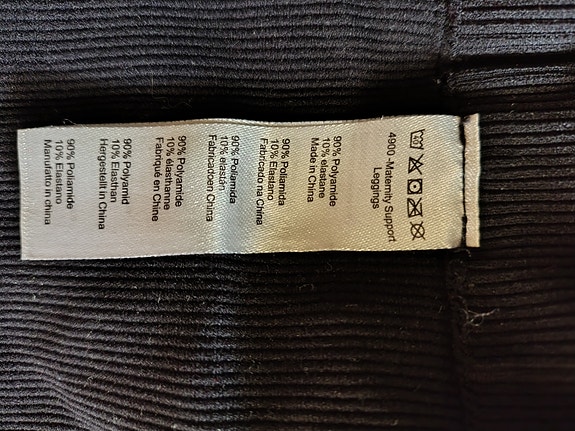 4900-Maternity Support
Leggings
90% Polyamide
10% elastane
Made in China
90% Poliamida
10% Elastano
Fabricado na China
90% Poliamida
10% elastán
Fabricadoen China
90% Polyamide
10% élasthanne
Fabriqué en Chine
90% Polyamid
10% Elasthan
Hergestellt in China
90% Poliamide
10% Elastano
Manufatto in china